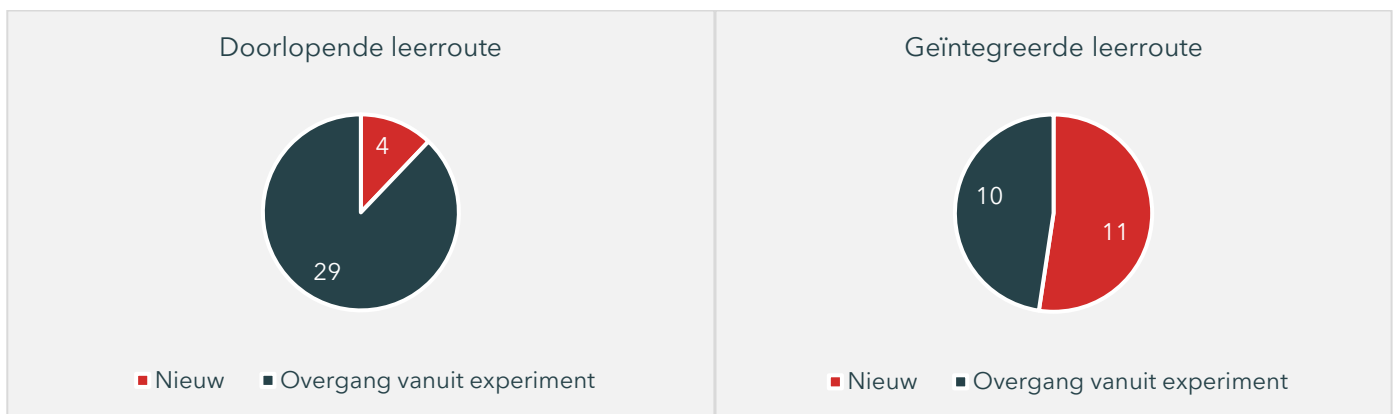 Doorlopende leerroute
4
29
Nieuw Overgang vanuit experiment
Geïntegreerde leerroute
10
11
Nieuw Overgang vanuit experiment